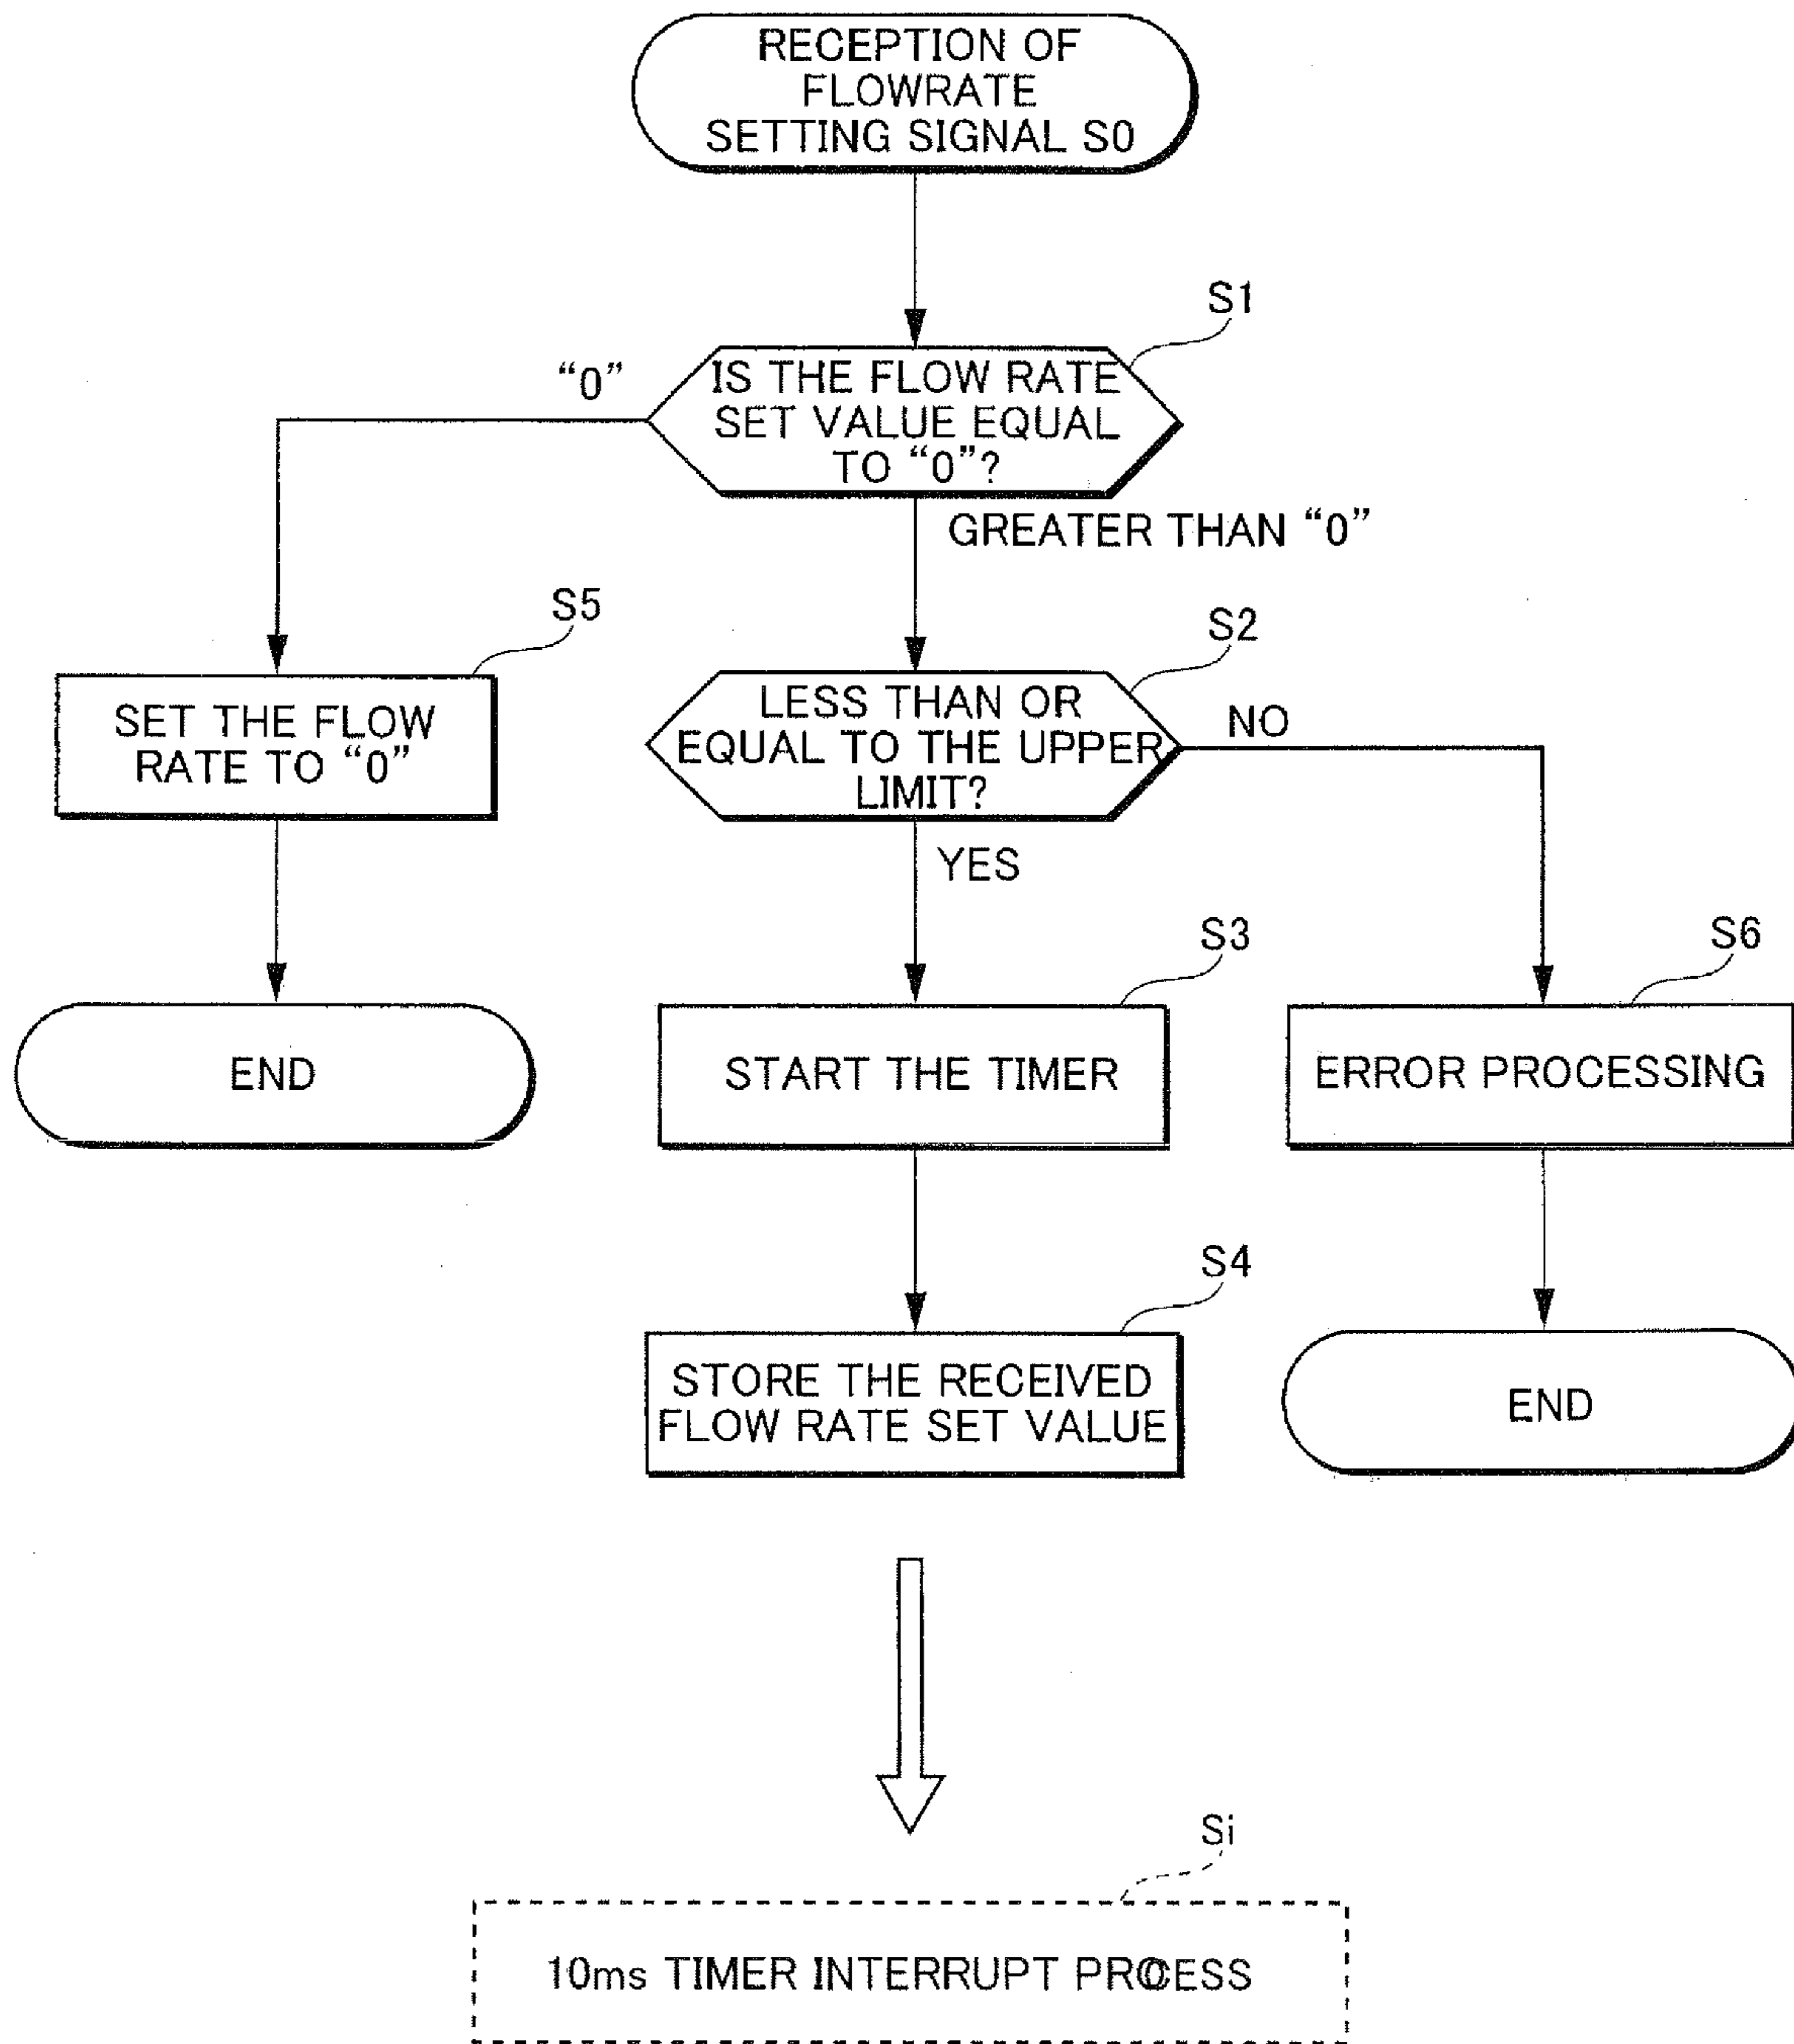 RECEPTION OF
FLOWRATE
SETTING SIGNAL S0
S1
“0”
IS THE FLOW RATE
SET VALUE EQUAL
TO “0”?
GREATER THAN “0”
S5
S2
SET THE FLOW
RATE TO “0”
LESS THAN OR
EQUAL TO THE UPPER
LIMIT?
NO
YES
S3
S6
END
START THE TIMER
ERROR PROCESSING
S4
STORE THE RECEIVED
FLOW RATE SET VALUE
END
Si
10ms TIMER INTERRUPT PROCESS